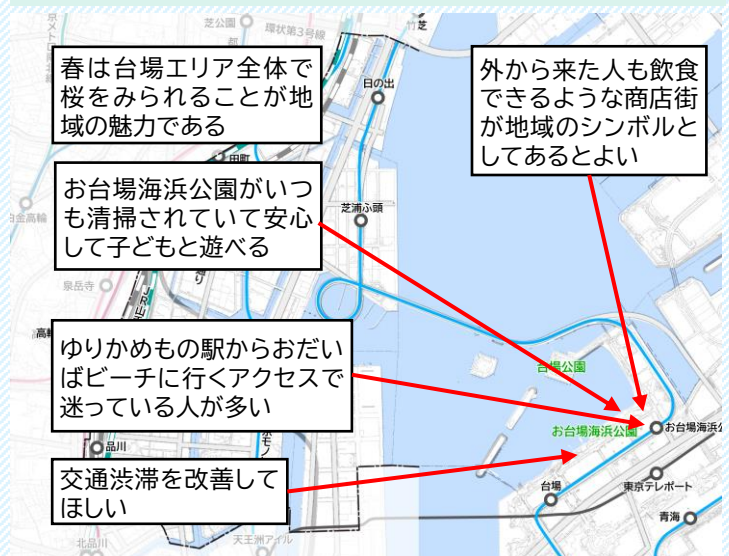 芝公園
環状第3号線
竹芝
春は台場エリア全体で
桜をみられることが地
域の魅力である
外から来た人も飲食
できるような商店街
が地域のシンボルと
してあるとよい
日の出
田町
お台場海浜公園がいつ
も清掃されていて安心
して子どもと遊べる
芝浦ふ頭
白金高輪
泉岳寺
ゆりかめもの駅からおだい
ばビーチに行くアクセスで
迷っている人が多い
台場公園
お台場海浜公園
お台場海浜公
品川
交通渋滞を改善して
ほしい
台場
東京テレポート
青海
北品川
天王洲アイル